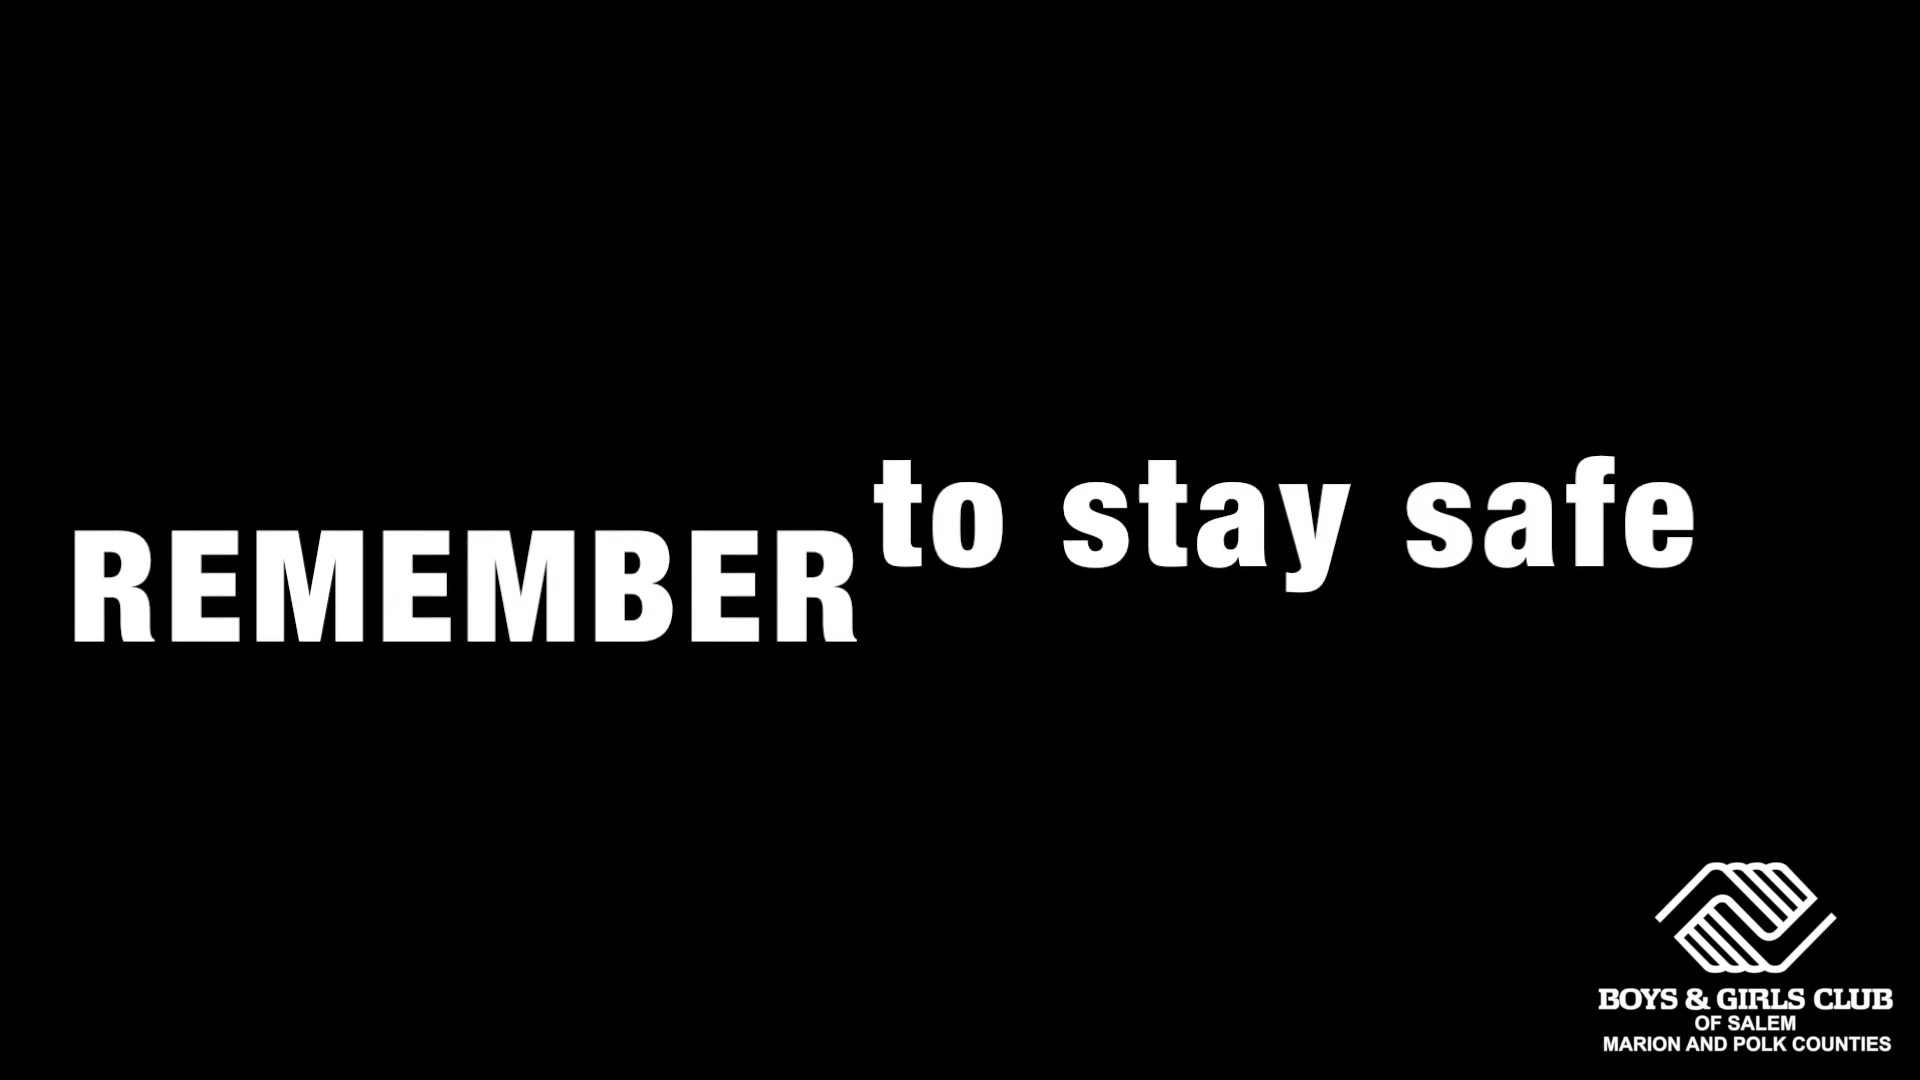 REMEMBER to stay safe
BOYS & GIRLS CLUB
OF SALEM
MARION AND POLK COUNTIES